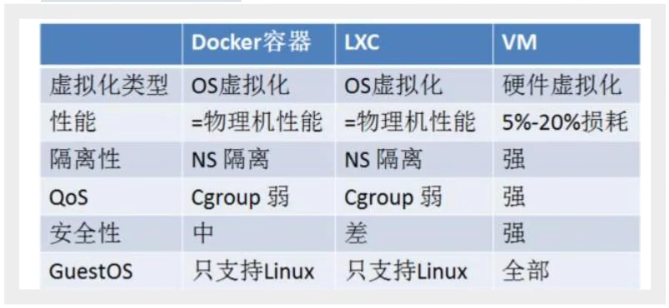 Docker容器 LXC VM
虚拟化类型 OS虚拟化 OS虚拟化 硬件虚拟化
性能 =物理机性能 =物理机性能 5%-20%损耗
隔离性 NS 隔离 NS 隔离 强
QoS Cgroup 弱 Cgroup 弱 强
安全性 中 差 强
GuestOS 只支持Linux 只支持Linux 全部